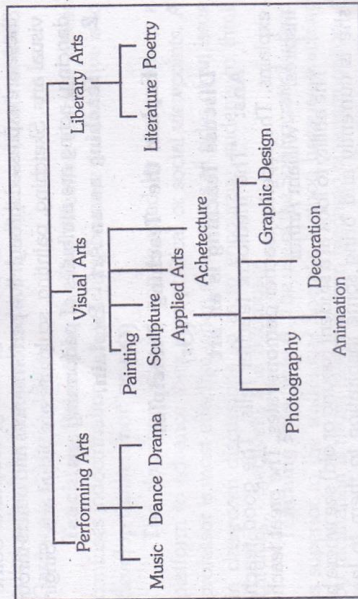 Performing Arts
Visual Arts
Liberary Arts
Music Dance Drama
Painting
Sculpture
Applied Arts
Achetecture
Literature Poetry
Photography
Animation
Decoration
Graphic Design